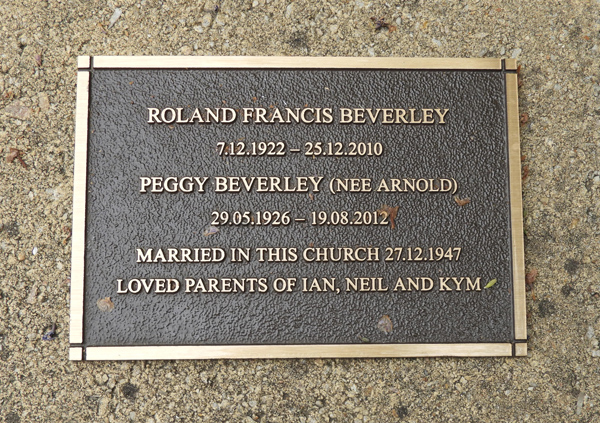 ROLAND FRANCIS BEVERLEY
7.12.1922 – 25.12.2010
PEGGY BEVERLEY (NEE ARNOLD)
29.05.1926 – 19.08.2012
MARRIED IN THIS CHURCH 27.12.1947
LOVED PARENTS OF IAN, NEIL AND KYM